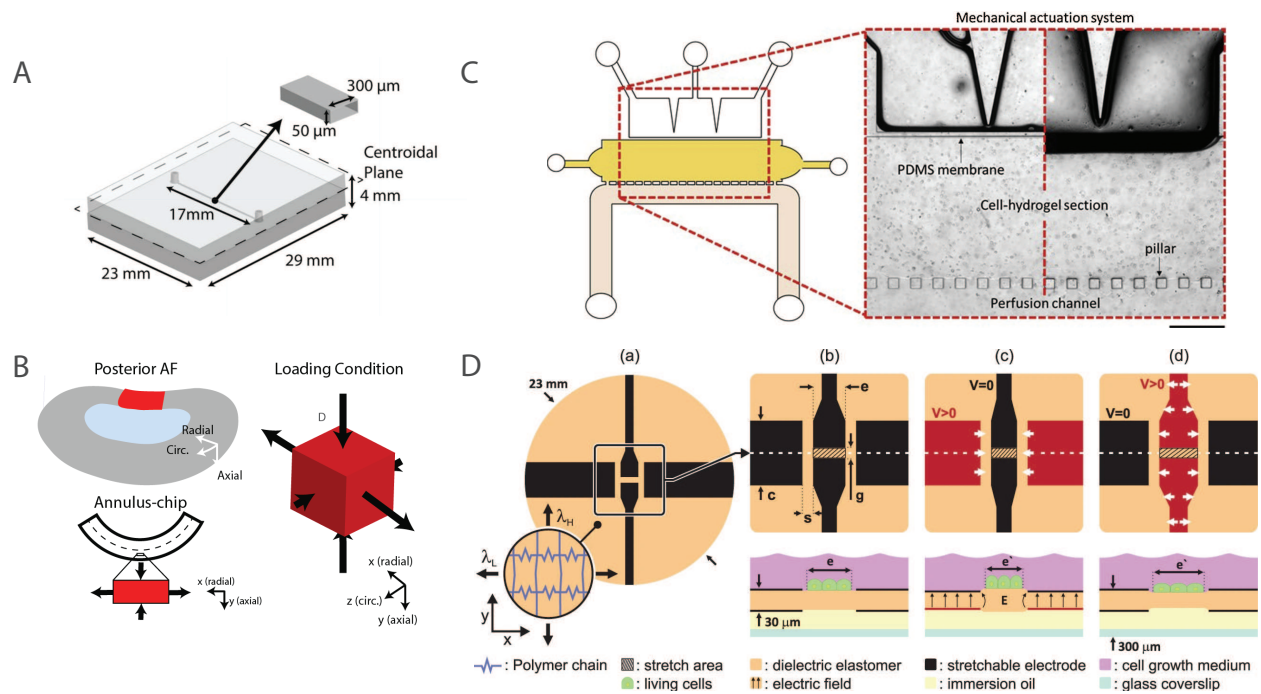 A
300 μm
50 μm
Centroidal
Plane
4 mm
17mm
23 mm
29 mm
B
Posterior AF
Radial
Circ.
Axial
Annulus-chip
x (radial)
y (axial)
Loading Condition
D
x (radial)
z (circ.)
y (axial)
C
Mechanical actuation system
PDMS membrane
Cell-hydrogel section
pillar
Perfusion channel
D
(a)
23 mm
λH
λL
y
x
(b)
e
c
s
g
e
30 μm
(c)
V=0
V>0
e`
E
(d)
V>0
V=0
e`
300 μm
: Polymer chain
: stretch area
: dielectric elastomer
: stretchable electrode
: cell growth medium
: living cells
: electric field
: immersion oil
: glass coverslip